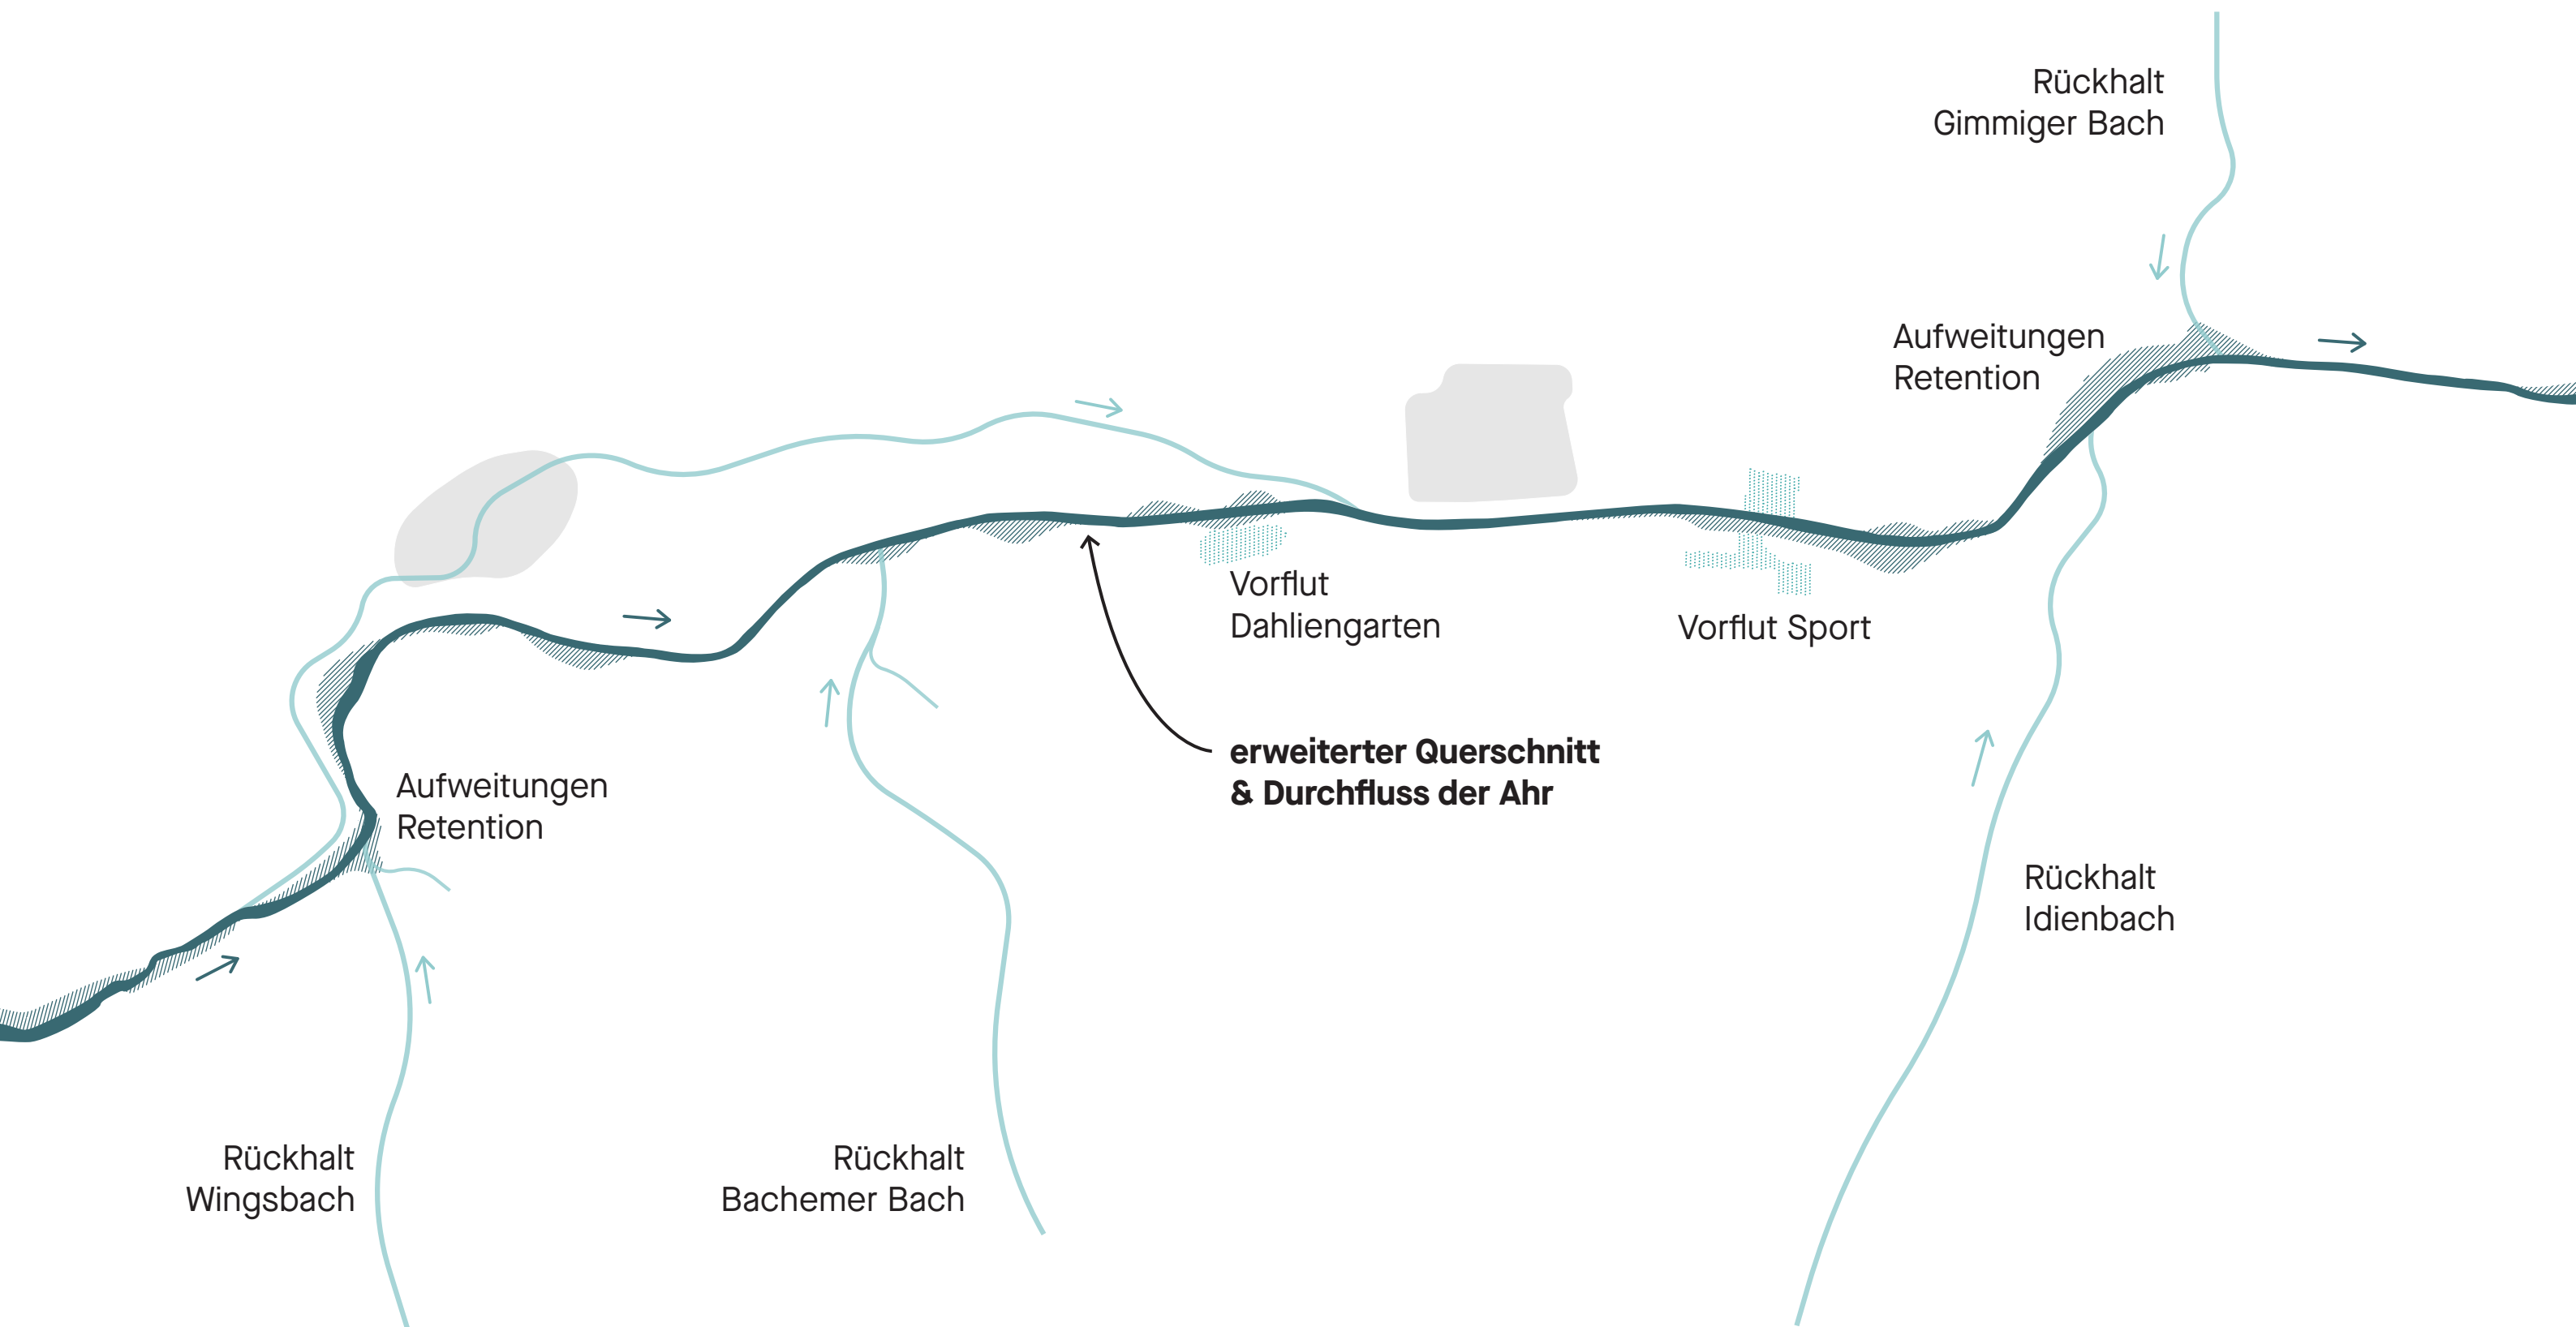 Rückhalt
Gimmiger Bach
Aufweitungen
Retention
Vorflut
Dahliengarten
Vorflut Sport
erweiterter Querschnitt
& Durchfluss der Ahr
Aufweitungen
Retention
Rückhalt
Idienbach
Rückhalt
Wingsbach
Rückhalt
Bachemer Bach